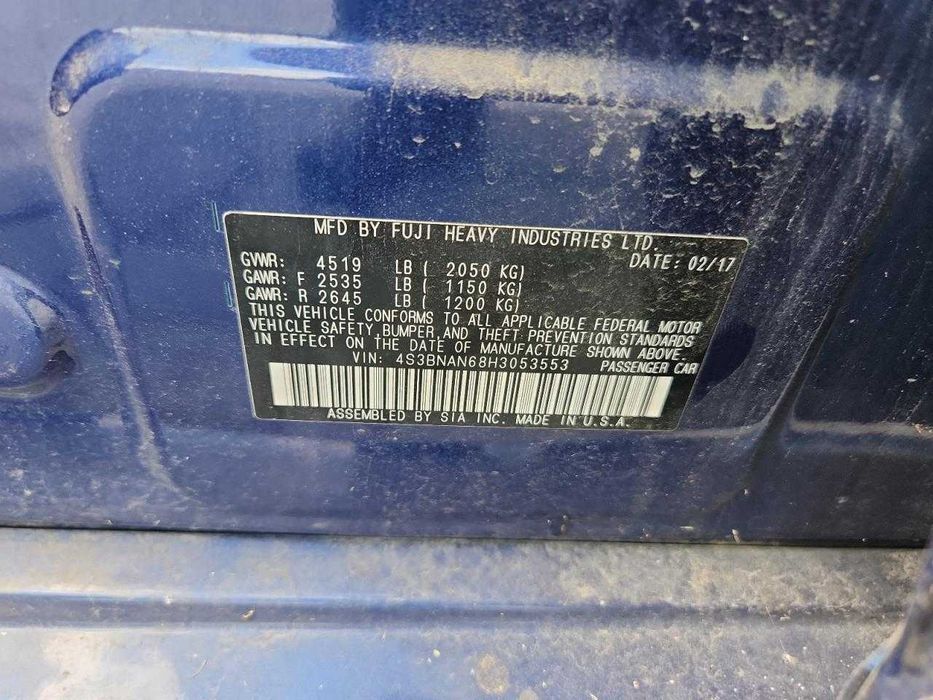 MFD BY FUJI HEAVY INDUSTRIES LTD.
DATE: 02/17
GVWR: 4519 LB ( 2050 KG)
GAWR: F 2535 LB ( 1150 KG)
GAWR: R 2645 LB ( 1200 KG)
THIS VEHICLE CONFORMS TO ALL APPLICABLE FEDERAL MOTOR
VEHICLE SAFETY, BUMPER, AND THEFT PREVENTION STANDARDS
IN EFFECT ON THE DATE OF MANUFACTURE SHOWN ABOVE.
VIN: 4S3BNAN68H3053553 PASSENGER CAR
ASSEMBLED BY SIA INC. MADE IN U.S.A.